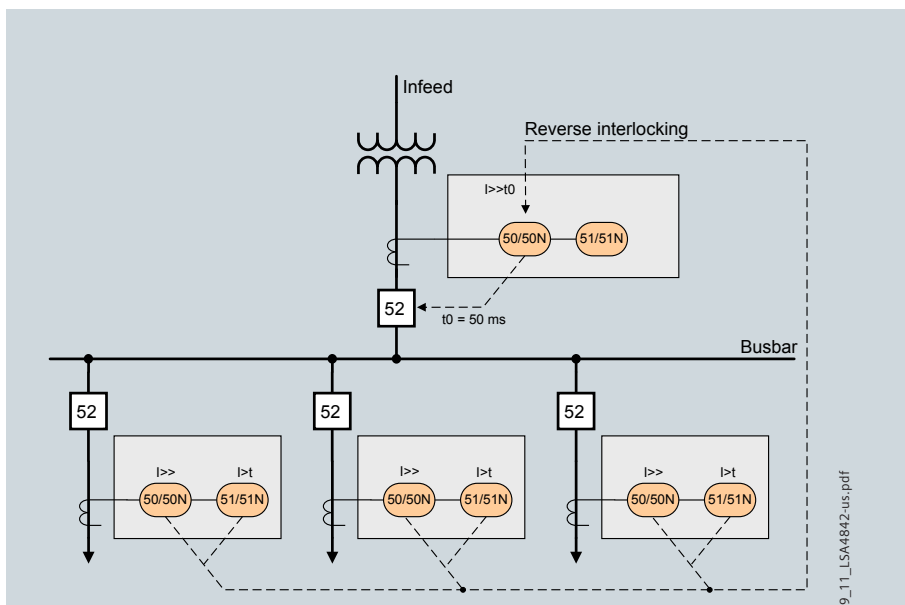 Infeed
Reverse interlocking
I>>t0
50/50N
51/51N
52
t0 = 50 ms
Busbar
52
52
52
I>>
I>t
I>>
I>t
I>>
I>t
50/50N
51/51N
50/50N
51/51N
50/50N
51/51N
9_11_LSA4842-us.pdf